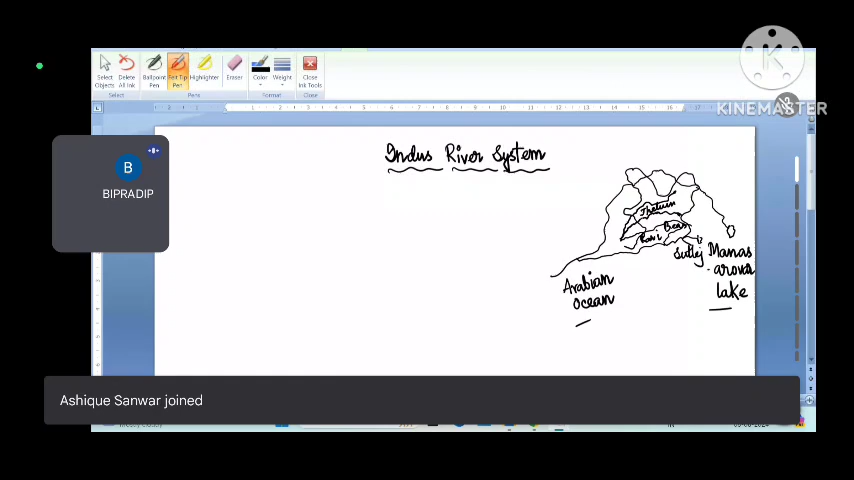 KINEMASTER
Select Objects
Delete All Ink
Ballpoint Pen
Felt Tip Pen
Highlighter
Eraser
Color
Weight
Close Ink Tools
Select
Pens
Format
Close
B
BIPRADIP
Indus River System
Jhelum
Ravi
Beas
Sutlej
Manas
arovar
lake
Arabian
Ocean
Ashique Sanwar joined